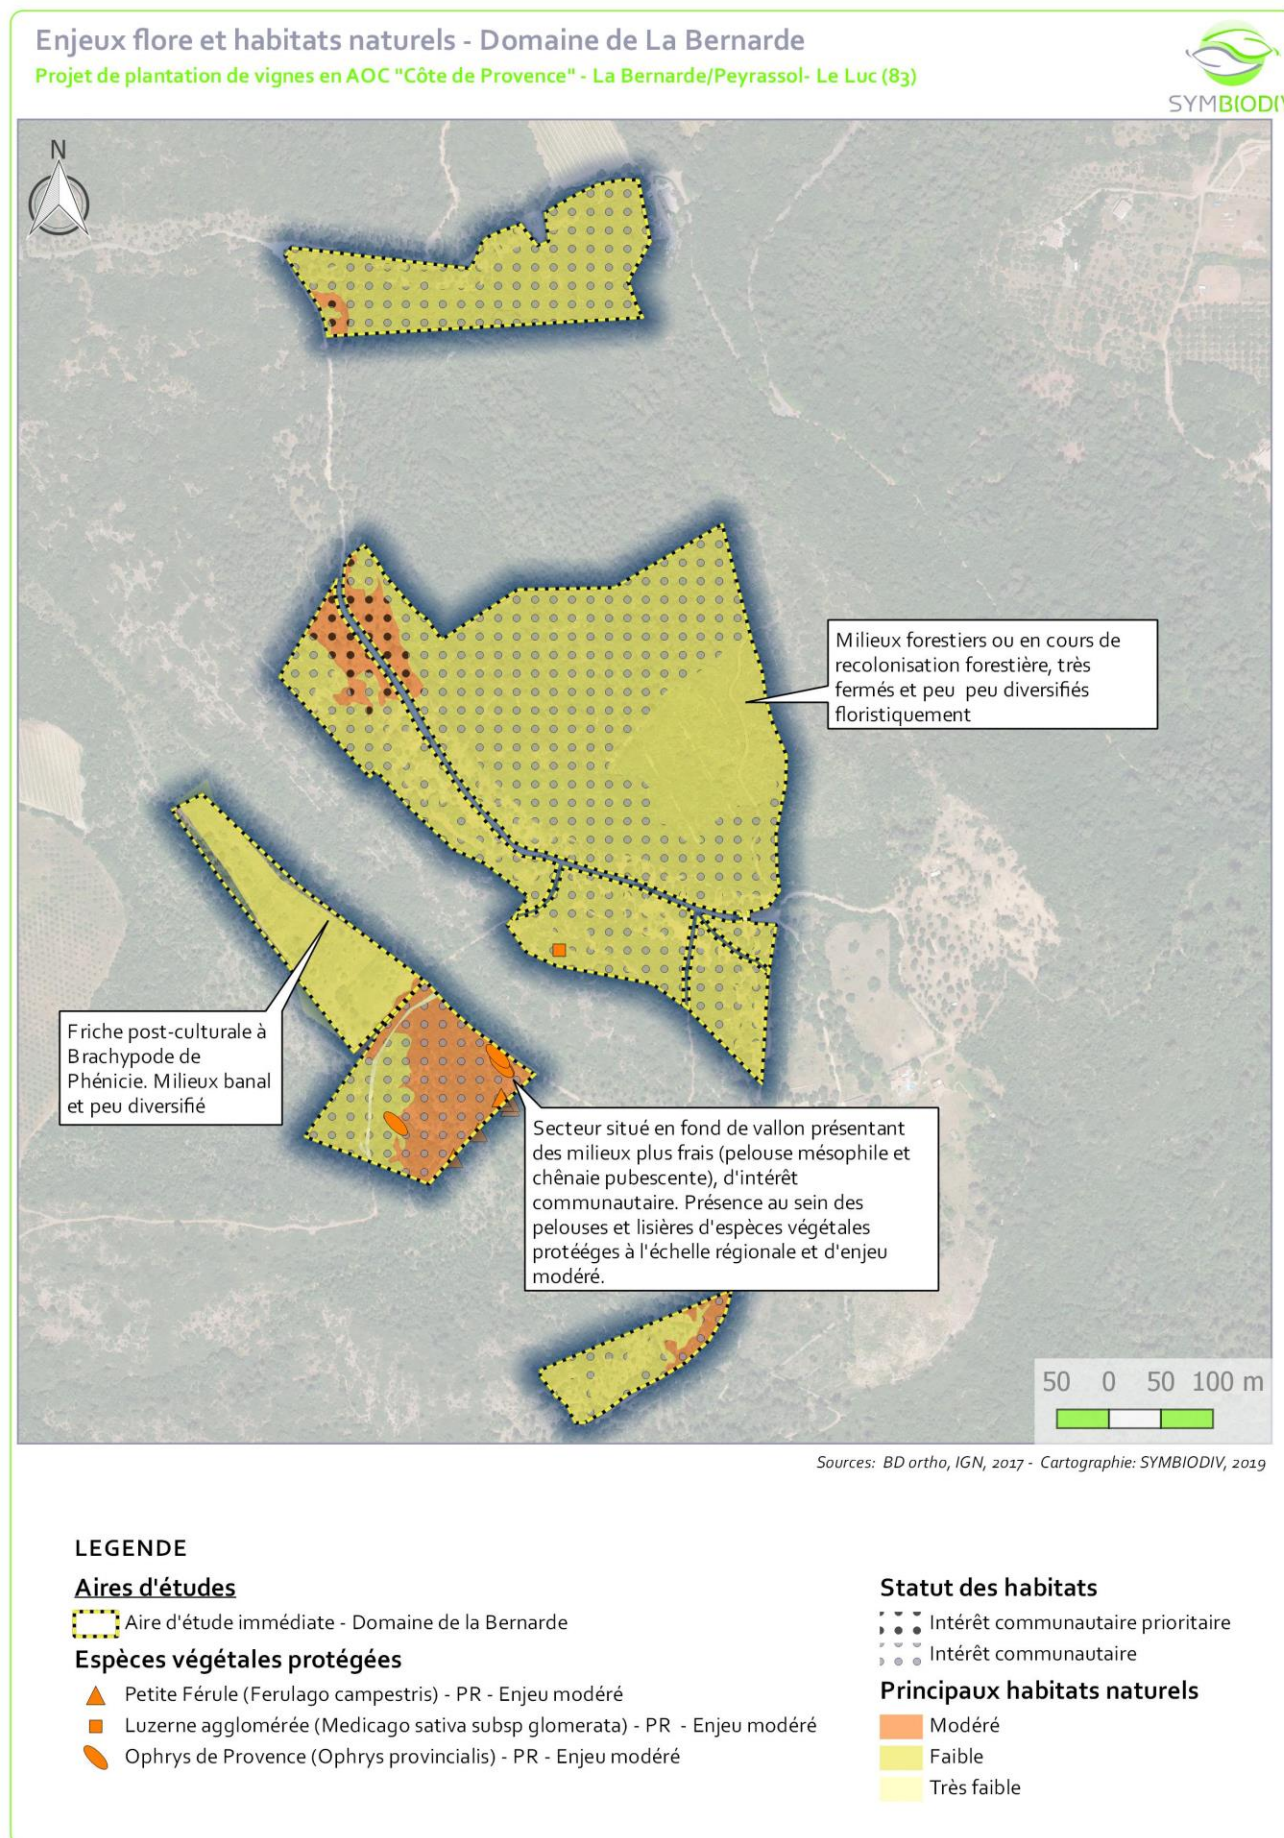 Enjeux flore et habitats naturels - Domaine de La Bernarde
Projet de plantation de vignes en AOC "Côte de Provence" - La Bernarde/Peyrassol- Le Luc (83)
SYMBIODIV
N
Milieux forestiers ou en cours de
recolonisation forestière, très
fermés et peu peu diversifiés
floristiquement
Friche post-culturale à
Brachypode de
Phénicie. Milieux banal
et peu diversifié
Secteur situé en fond de vallon présentant
des milieux plus frais (pelouse mésophile et
chênaie pubescente), d'intérêt
communautaire. Présence au sein des
pelouses et lisières d'espèces végétales
protéeges à l'échelle régionale et d'enjeu
modéré.
50 0 50 100 m
Sources: BD ortho, IGN, 2017 - Cartographie: SYMBIODIV, 2019
LEGENDE
Aires d'études
Aire d'étude immédiate - Domaine de la Bernarde
Espèces végétales protégées
Petite Férule (Ferulago campestris) - PR - Enjeu modéré
Luzerne agglomérée (Medicago sativa subsp glomerata) - PR - Enjeu modéré
Ophrys de Provence (Ophrys provincialis) - PR - Enjeu modéré
Statut des habitats
Intérêt communautaire prioritaire
Intérêt communautaire
Principaux habitats naturels
Modéré
Faible
Très faible